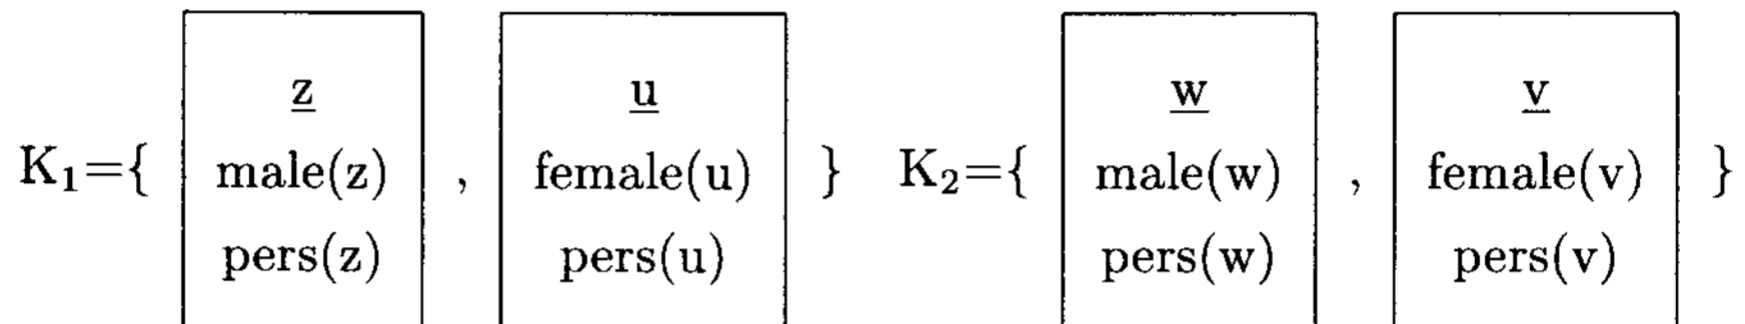 z u w v
K₁={ male(z) , female(u) } K₂={ male(w) , female(v) }
pers(z) pers(u) pers(w) pers(v)